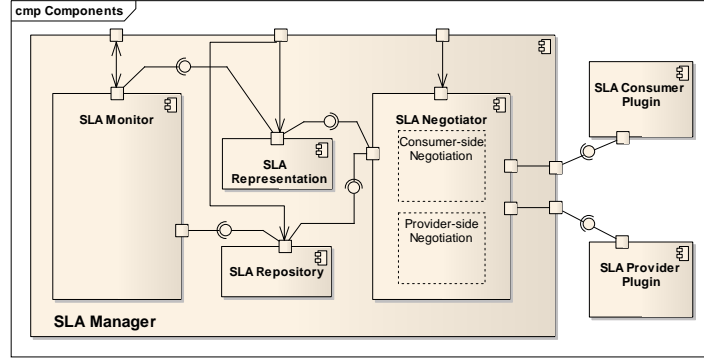 cmp Components
SLA Monitor
SLA
Representation
SLA Repository
SLA Negotiator
Consumer-side
Negotiation
Provider-side
Negotiation
SLA Consumer
Plugin
SLA Provider
Plugin
SLA Manager